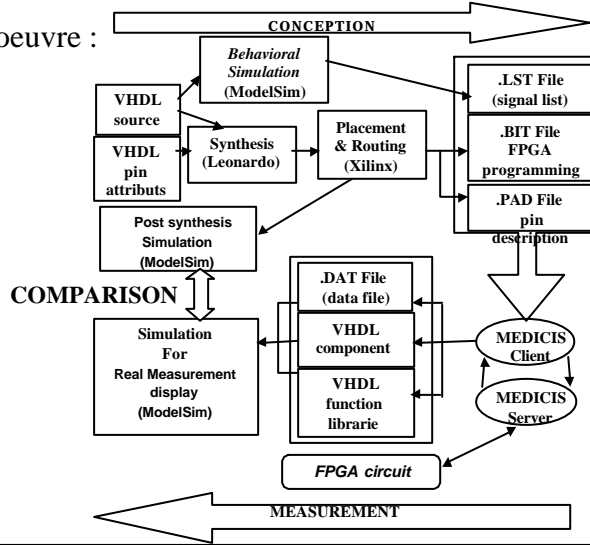 oeuvre :
CONCEPTION
Behavioral
Simulation
(ModelSim)
.LST File
(signal list)
VHDL
source
VHDL
pin
attributs
Synthesis
(Leonardo)
Placement
& Routing
(Xilinx)
.BIT File
FPGA
programming
.PAD File
pin
description
Post synthesis
Simulation
(ModelSim)
COMPARISON
.DAT File
(data file)
VHDL
component
VHDL
function
librarie
Simulation
For
Real Measurement
display
(ModelSim)
MEDICIS
Client
MEDICIS
Server
FPGA circuit
MEASUREMENT